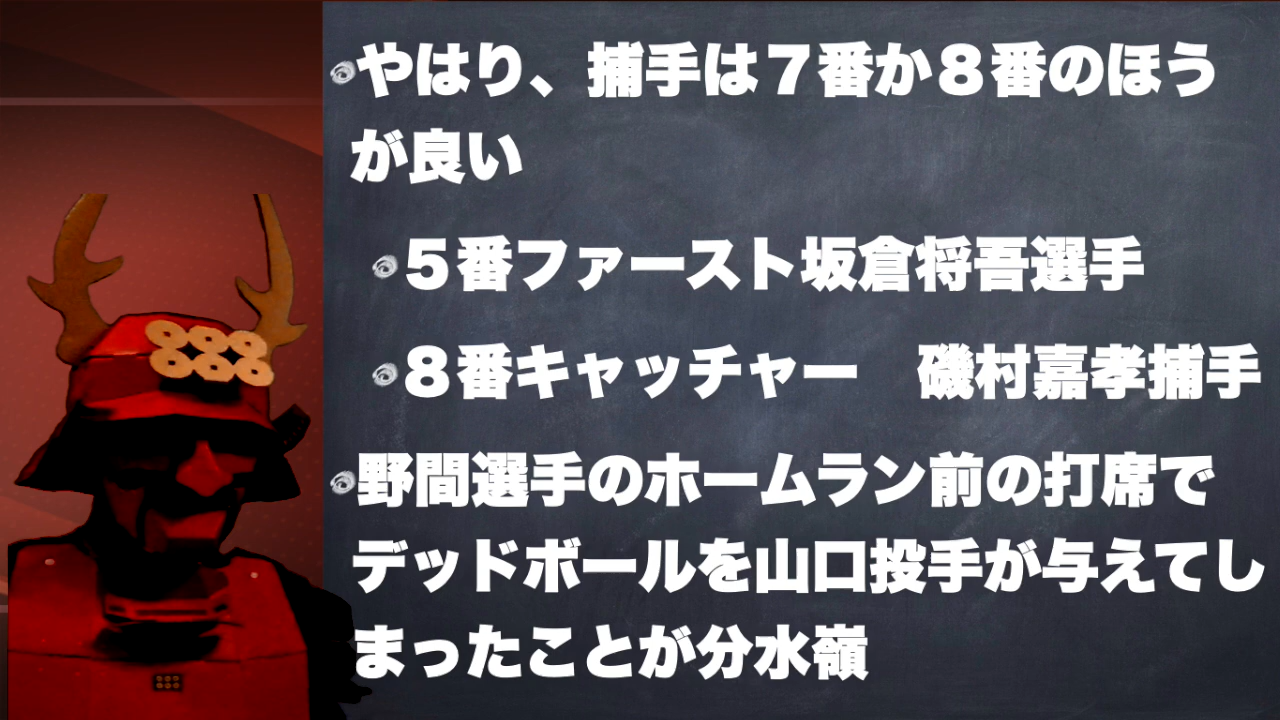 やはり、捕手は７番か８番のほう
が良い
５番ファースト坂倉将吾選手
８番キャッチャー　磯村嘉孝捕手
野間選手のホームラン前の打席で
デッドボールを山口投手が与えてし
まったことが分水嶺